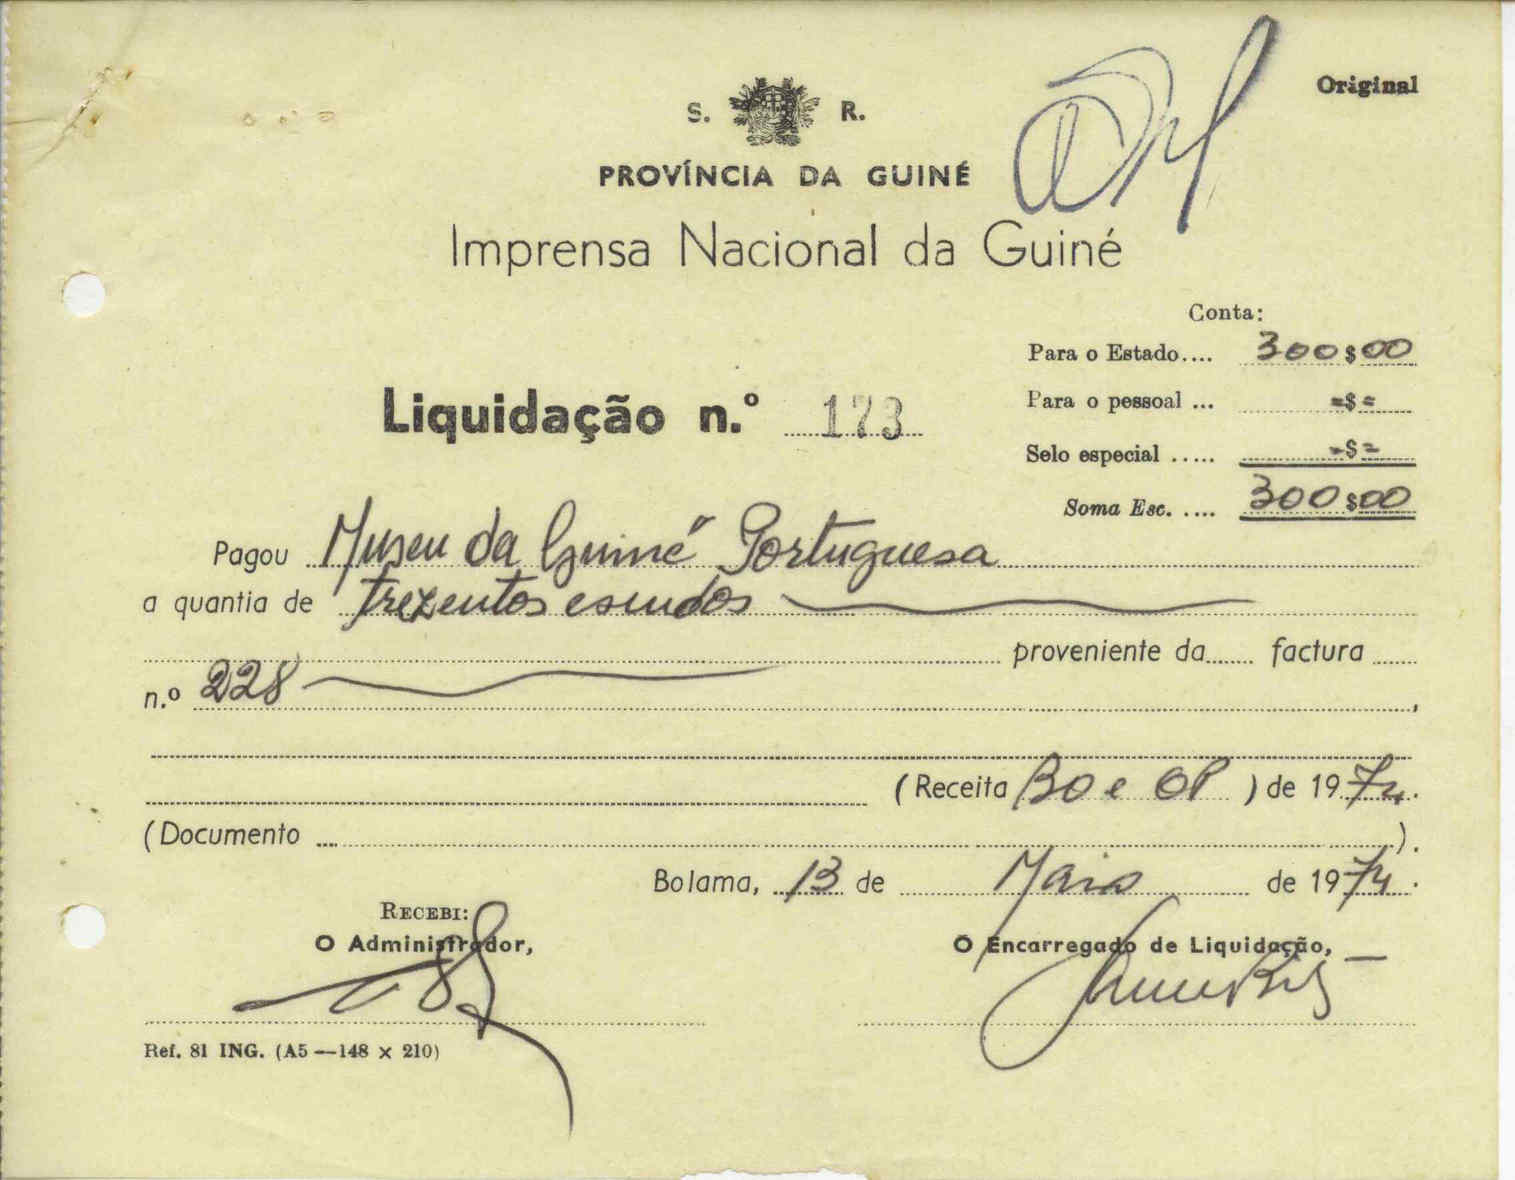 Original
S. R.
PROVÍNCIA DA GUINÉ
Imprensa Nacional da Guiné
Conta:
Para o Estado.... 300$00
Para o pessoal ... =$=
Selo especial ..... =$=
Soma Esc. ..... 300$00
Liquidação n.º 173
Pagou Museu da Guiné Portuguesa
a quantia de trezentos escudos
proveniente da factura
n.º 228 ,
(Receita BO e OP) de 1974.
(Documento ).
Bolama, 13 de Maio de 1974.
RECEBI:
O Administrador,
O Encarregado de Liquidação,
Ref. 81 ING. (A5—148 × 210)